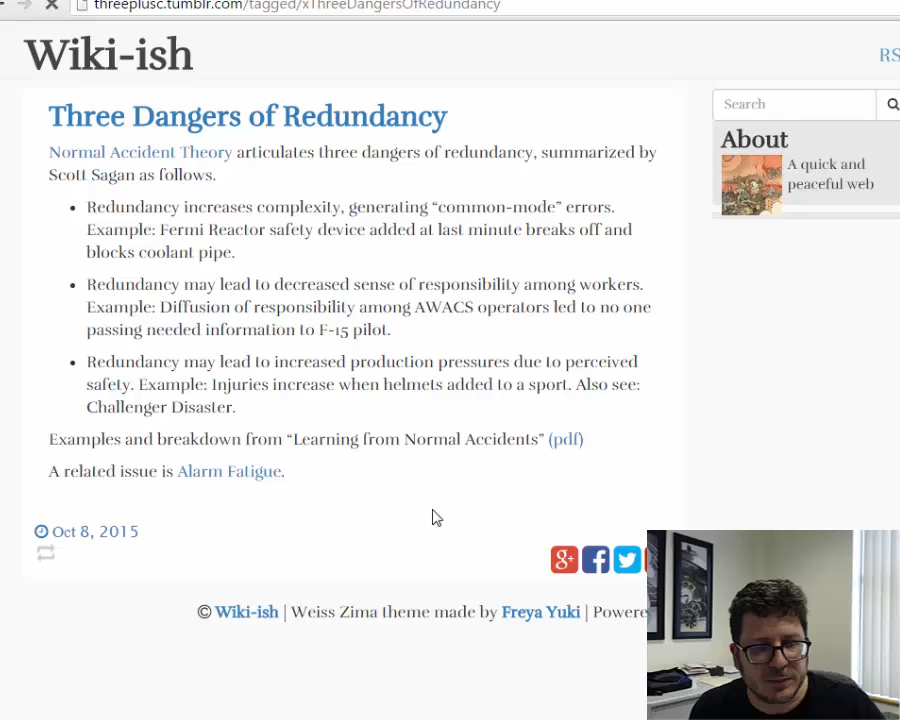 threeplusc.tumblr.com/tagged/xThreeDangersOfRedundancy
Wiki-ish
RS
Search
Three Dangers of Redundancy
About
Normal Accident Theory articulates three dangers of redundancy, summarized by
Scott Sagan as follows.
A quick and
peaceful web
Redundancy increases complexity, generating “common-mode” errors.
Example: Fermi Reactor safety device added at last minute breaks off and
blocks coolant pipe.
Redundancy may lead to decreased sense of responsibility among workers.
Example: Diffusion of responsibility among AWACS operators led to no one
passing needed information to F-15 pilot.
Redundancy may lead to increased production pressures due to perceived
safety. Example: Injuries increase when helmets added to a sport. Also see:
Challenger Disaster.
Examples and breakdown from “Learning from Normal Accidents” (pdf)
A related issue is Alarm Fatigue.
Oct 8, 2015
g+ f
© Wiki-ish | Weiss Zima theme made by Freya Yuki | Powere